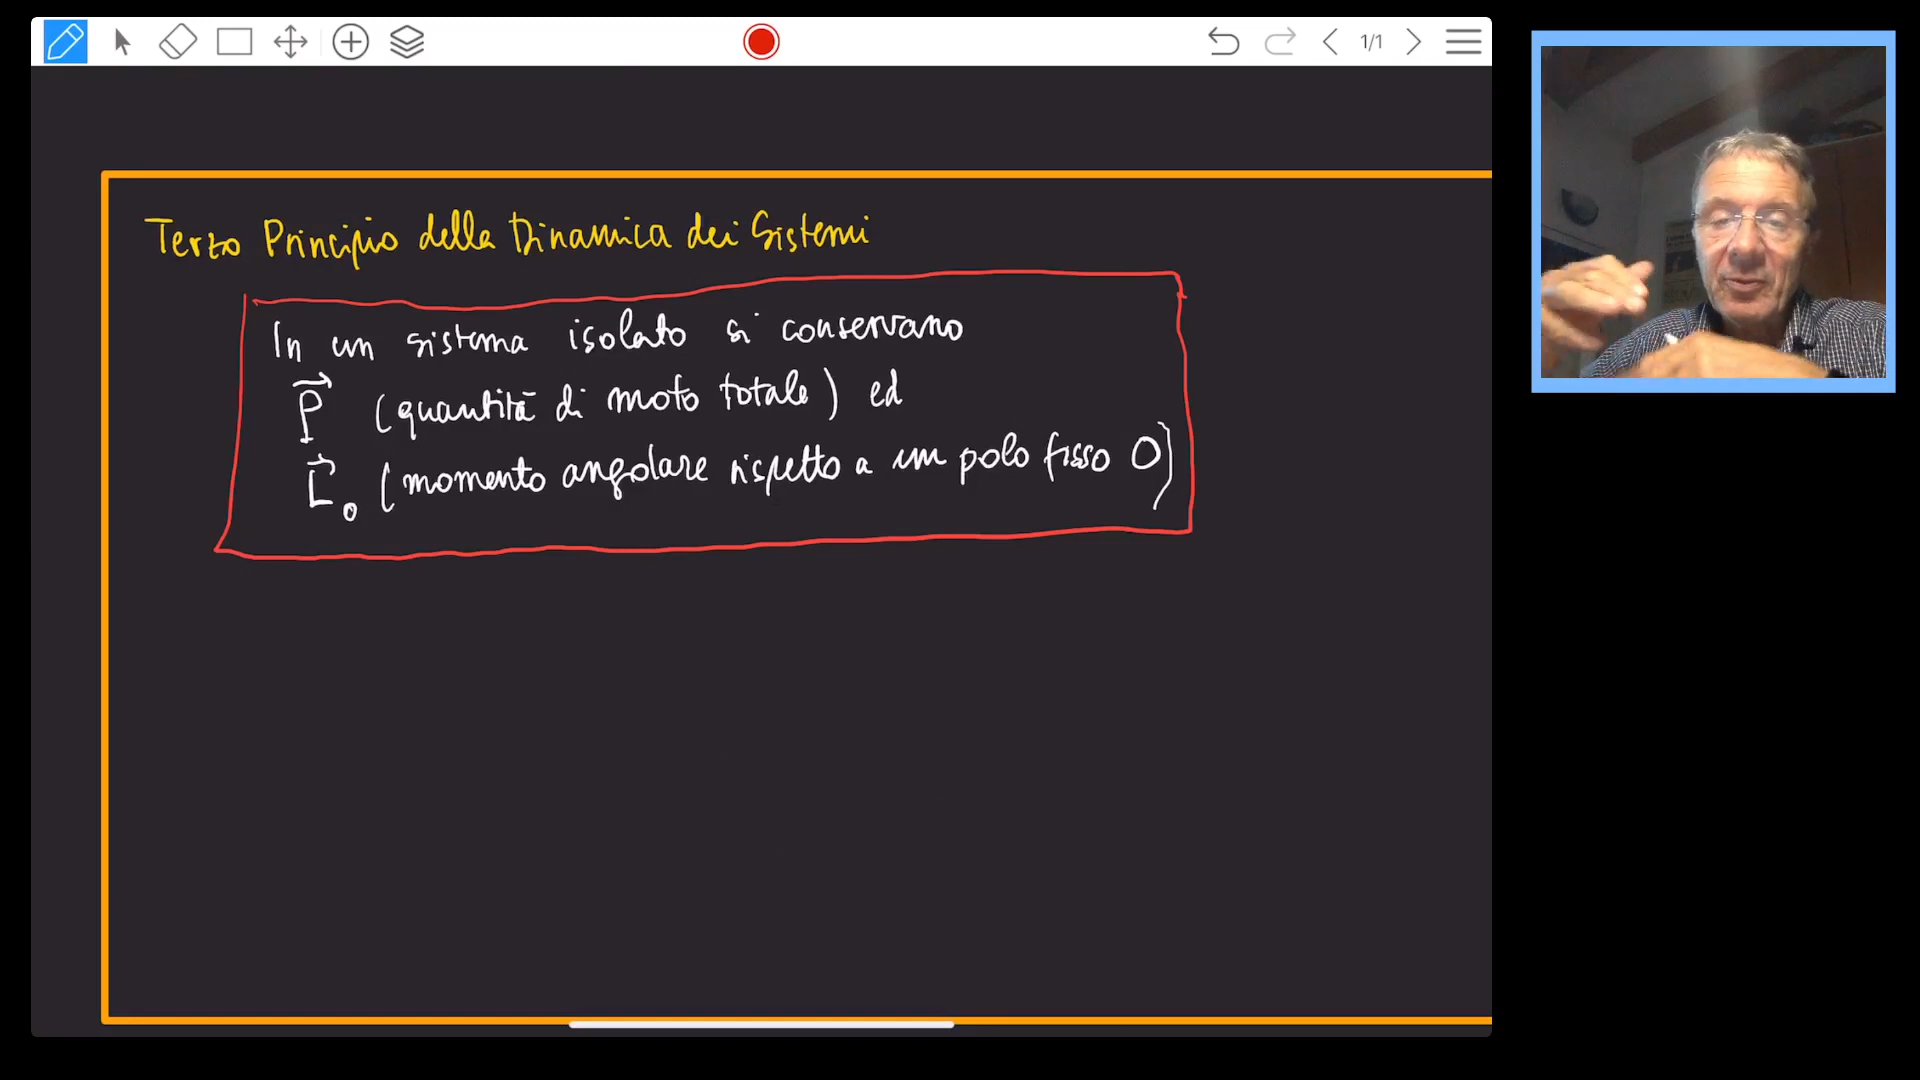 1/1
Terzo Principio della Dinamica dei Sistemi
In un sistema isolato si conservano
P⃗ (quantità di moto totale) ed
L⃗₀ (momento angolare rispetto a un polo fisso O)